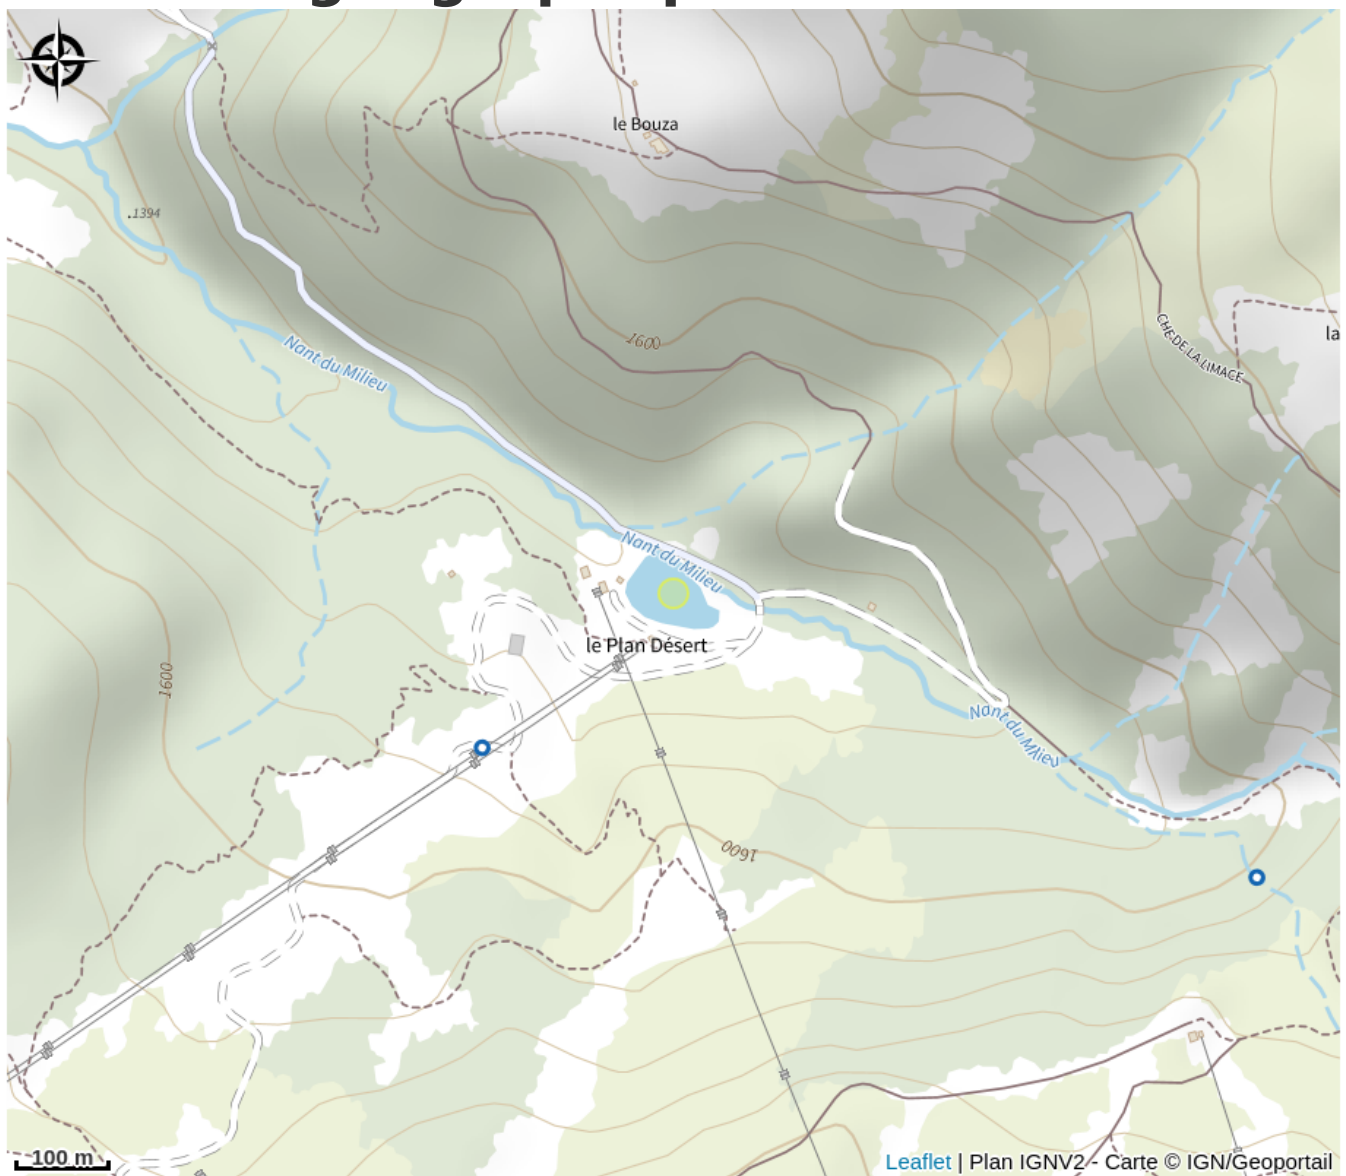 le Bouza
.1394
1600
CHE DE LA LIMACE
la
Nant du Milieu
Nant du Milieu
le Plan Désert
1600
Nant du Milieu
1600
100 m
Leaflet | Plan IGNV2 - Carte © IGN/Geoportail